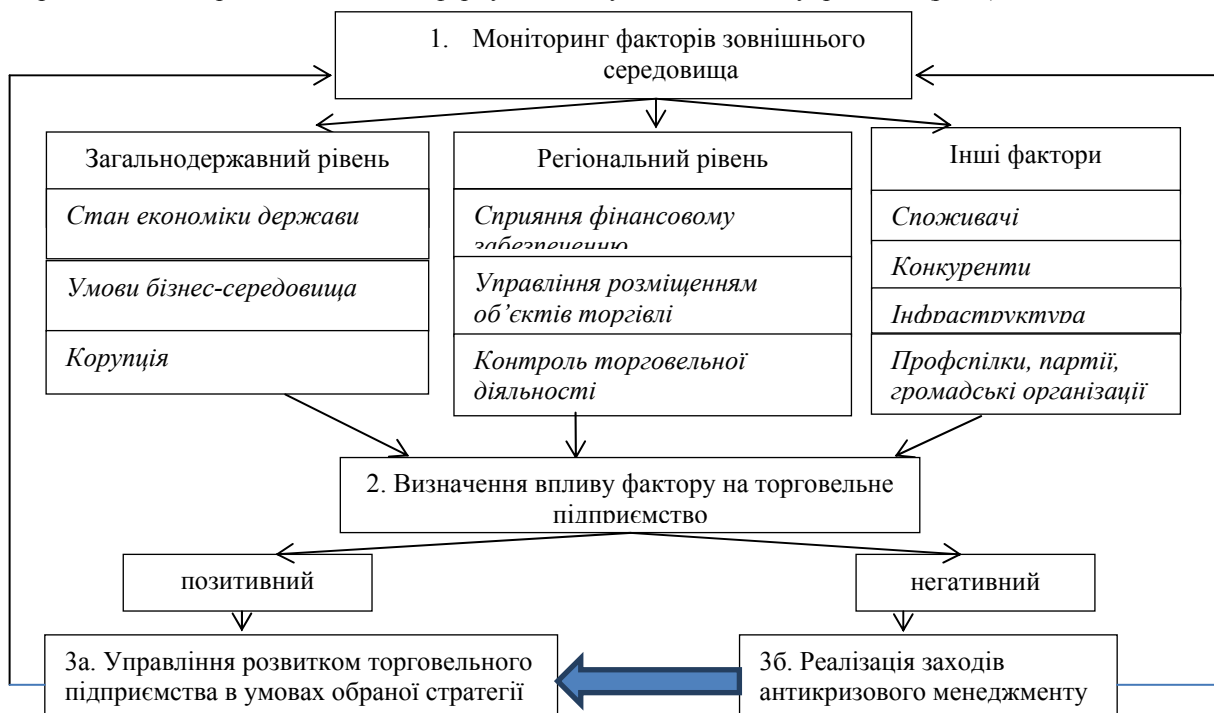 1. Моніторинг факторів зовнішнього
середовища
Загальнодержавний рівень
Стан економіки держави
Умови бізнес-середовища
Корупція
Регіональний рівень
Сприяння фінансовому
забезпеченню
Управління розміщенням
об’єктів торгівлі
Контроль торговельної
діяльності
Інші фактори
Споживачі
Конкуренти
Інфраструктура
Профспілки, партії,
громадські організації
2. Визначення впливу фактору на торговельне
підприємство
позитивний
негативний
3а. Управління розвитком торговельного
підприємства в умовах обраної стратегії
3б. Реалізація заходів
антикризового менеджменту